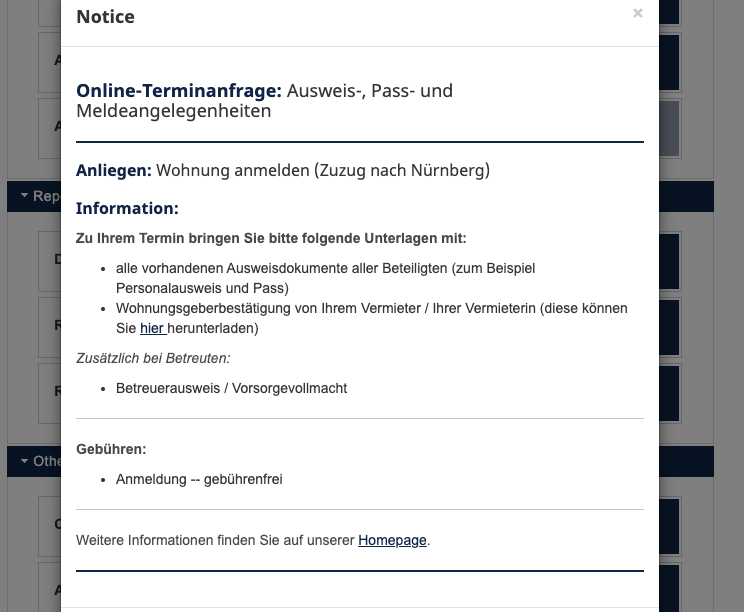 Notice
×
Online-Terminanfrage: Ausweis-, Pass- und
Meldeangelegenheiten
Anliegen: Wohnung anmelden (Zuzug nach Nürnberg)
Information:
Zu Ihrem Termin bringen Sie bitte folgende Unterlagen mit:
• alle vorhandenen Ausweisdokumente aller Beteiligten (zum Beispiel
Personalausweis und Pass)
• Wohnungsgeberbestätigung von Ihrem Vermieter / Ihrer Vermieterin (diese können
Sie hier herunterladen)
Zusätzlich bei Betreuten:
• Betreuerausweis / Vorsorgevollmacht
Gebühren:
• Anmeldung -- gebührenfrei
Weitere Informationen finden Sie auf unserer Homepage.